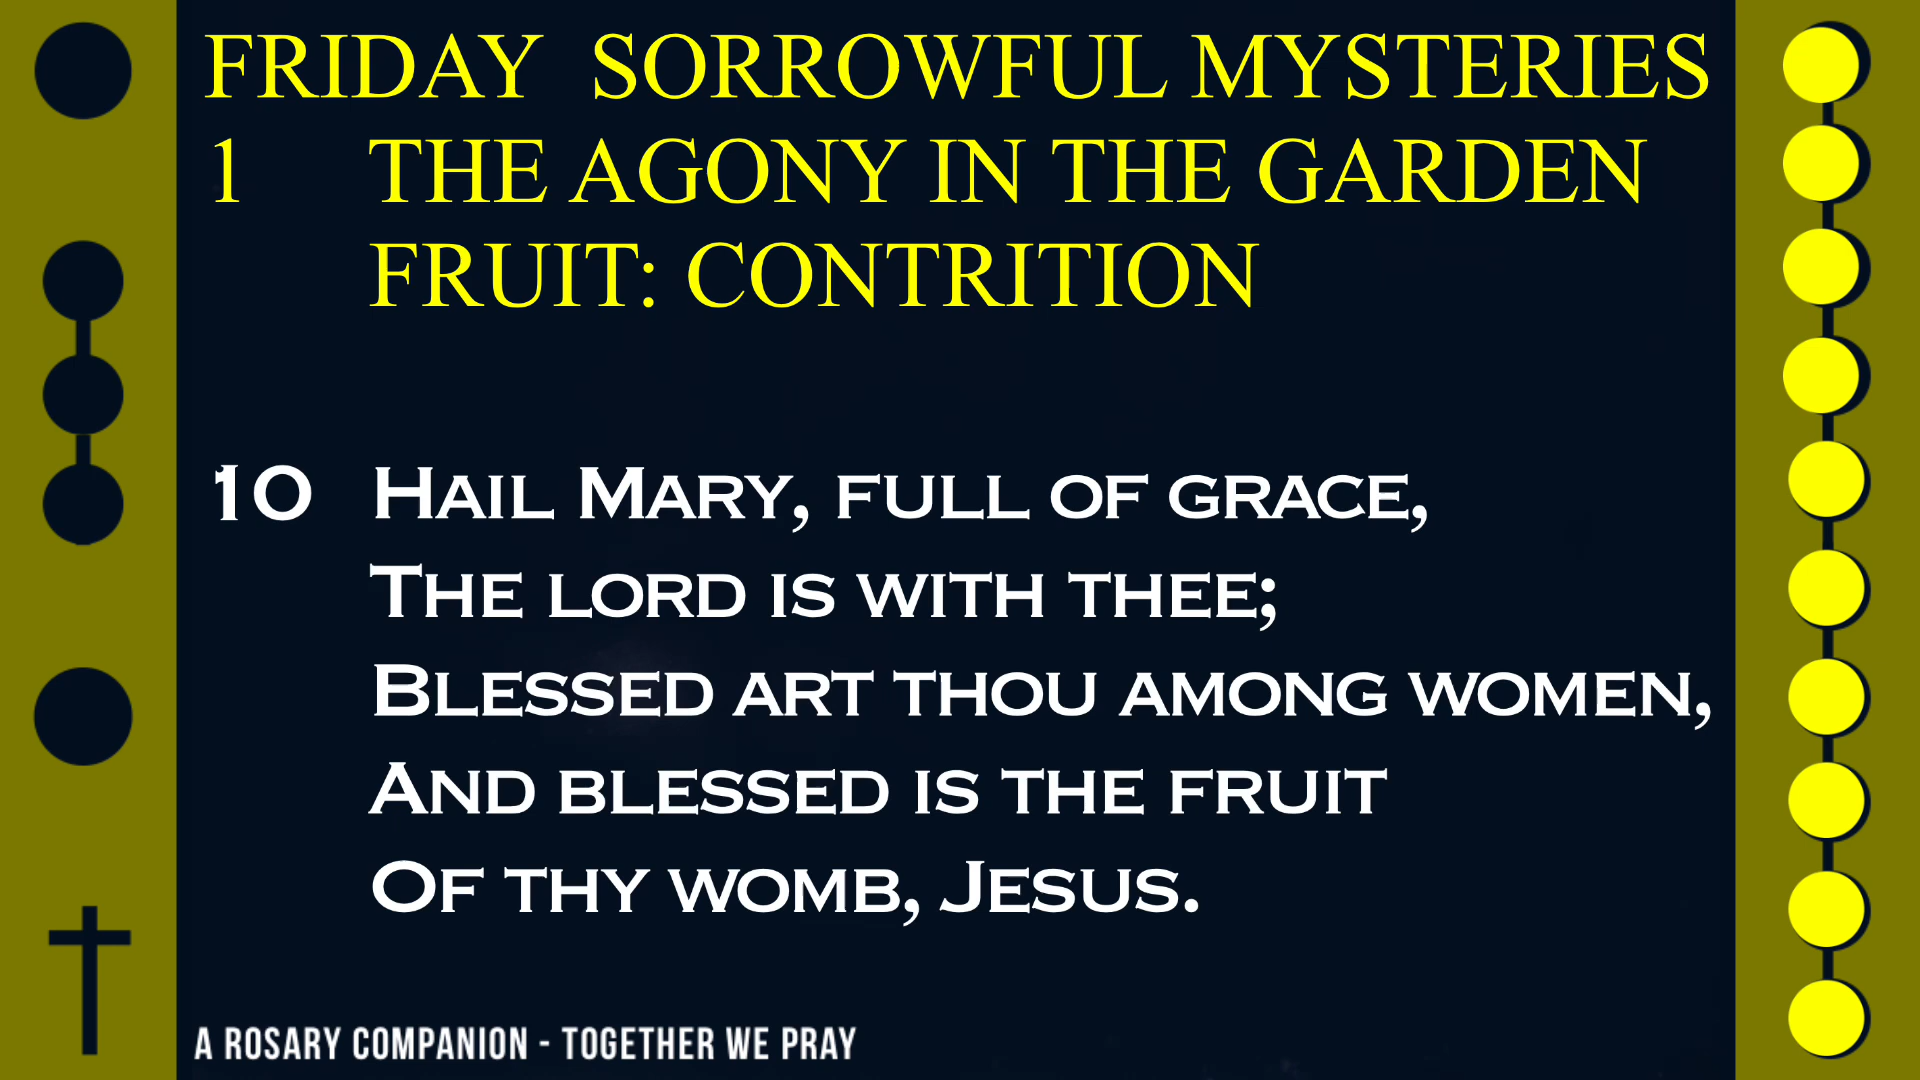 FRIDAY  SORROWFUL MYSTERIES
1 THE AGONY IN THE GARDEN
FRUIT: CONTRITION
10 Hail Mary, full of grace,
The lord is with thee;
Blessed art thou among women,
And blessed is the fruit
Of thy womb, Jesus.
A ROSARY COMPANION - TOGETHER WE PRAY